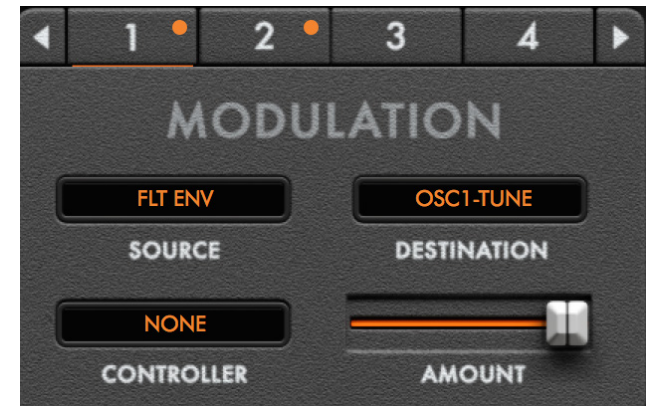 1 2 3 4
MODULATION
FLT ENV OSC1-TUNE
SOURCE DESTINATION
NONE
CONTROLLER AMOUNT